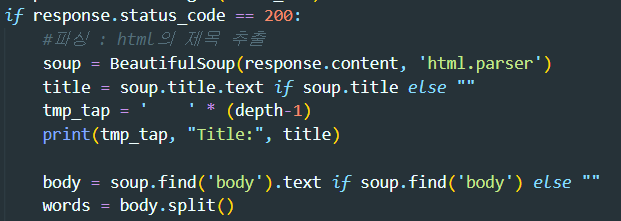 if response.status_code == 200:
    #파싱 : html의 제목 추출
    soup = BeautifulSoup(response.content, 'html.parser')
    title = soup.title.text if soup.title else ""
    tmp_tap = '    ' * (depth-1)
    print(tmp_tap, "Title:", title)

    body = soup.find('body').text if soup.find('body') else ""
    words = body.split()